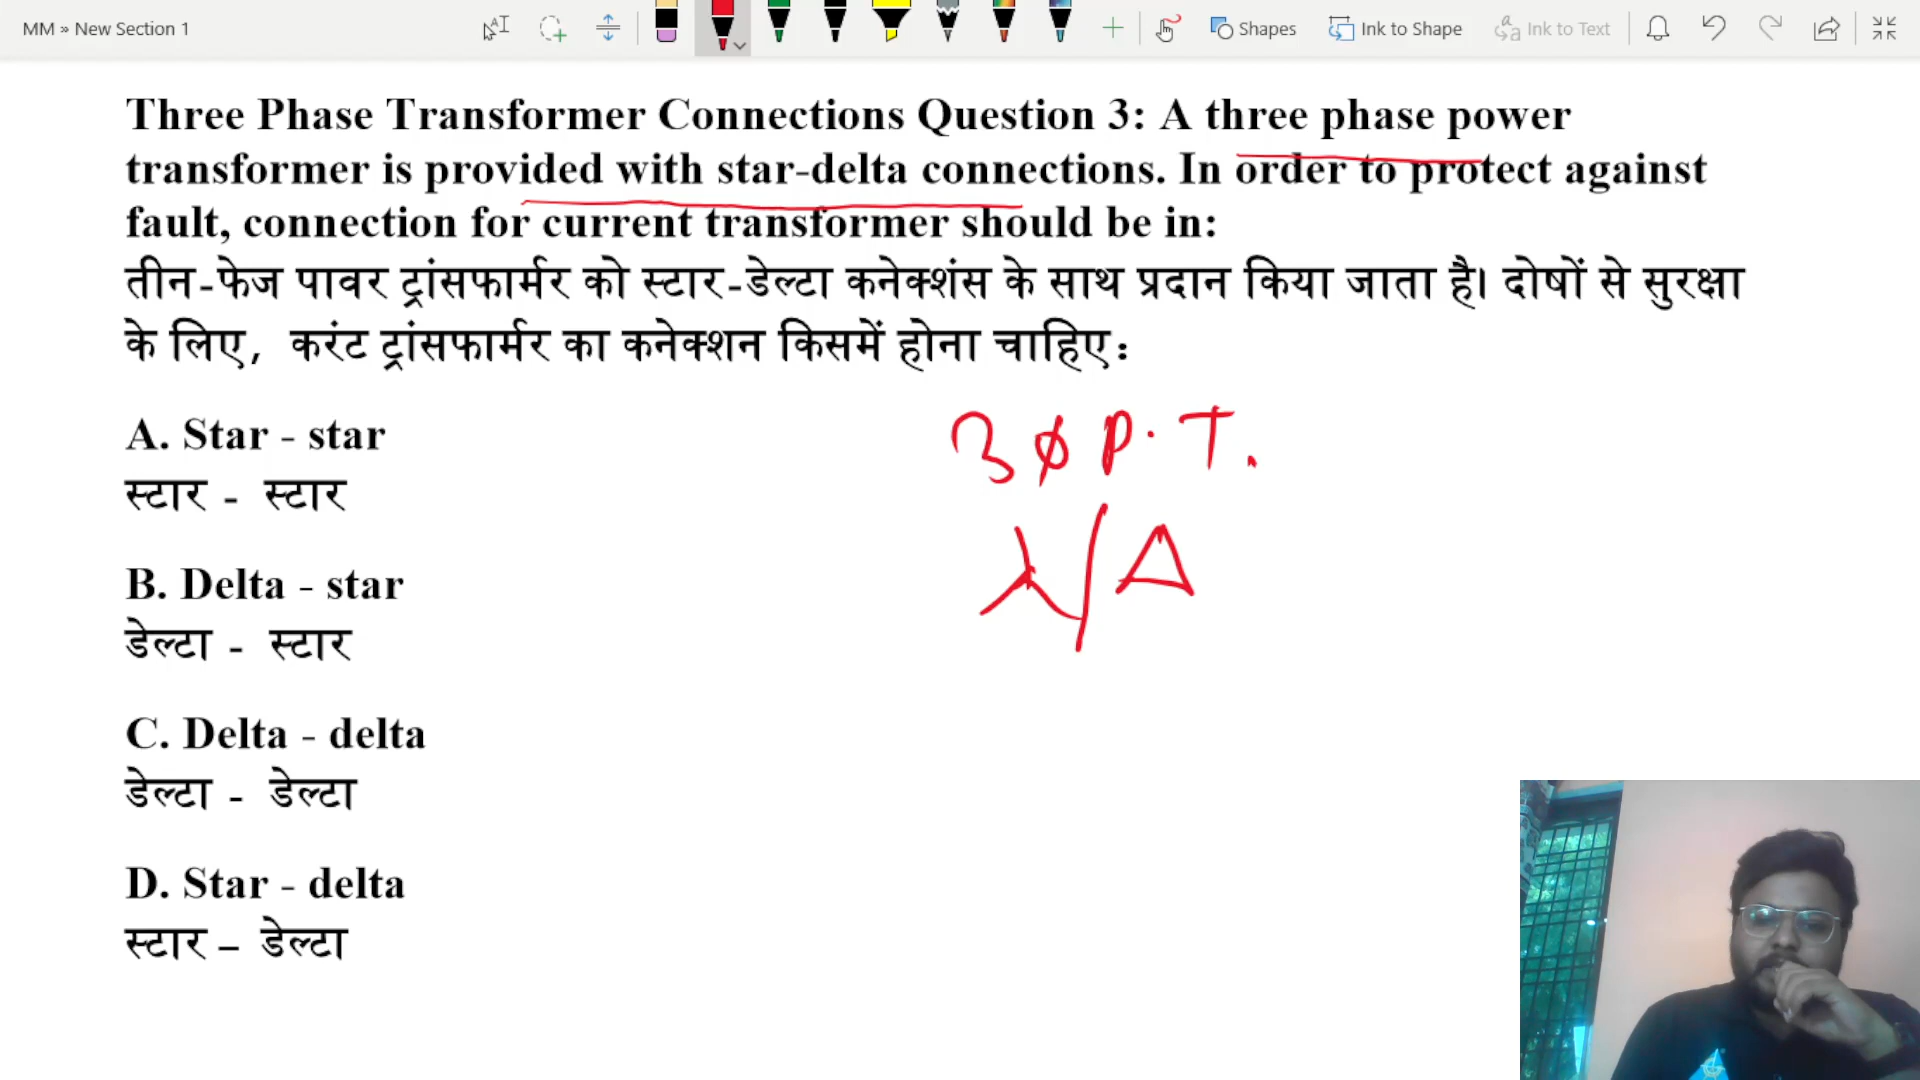 MM » New Section 1
Shapes
Ink to Shape
Ink to Text
Three Phase Transformer Connections Question 3: A three phase power
transformer is provided with star-delta connections. In order to protect against
fault, connection for current transformer should be in:
तीन-फेज पावर ट्रांसफार्मर को स्टार-डेल्टा कनेक्शंस के साथ प्रदान किया जाता है। दोषों से सुरक्षा
के लिए, करंट ट्रांसफार्मर का कनेक्शन किसमें होना चाहिए:
3 ϕ P. T.
A. Star - star
स्टार - स्टार
B. Delta - star
डेल्टा - स्टार
C. Delta - delta
डेल्टा - डेल्टा
D. Star - delta
स्टार – डेल्टा